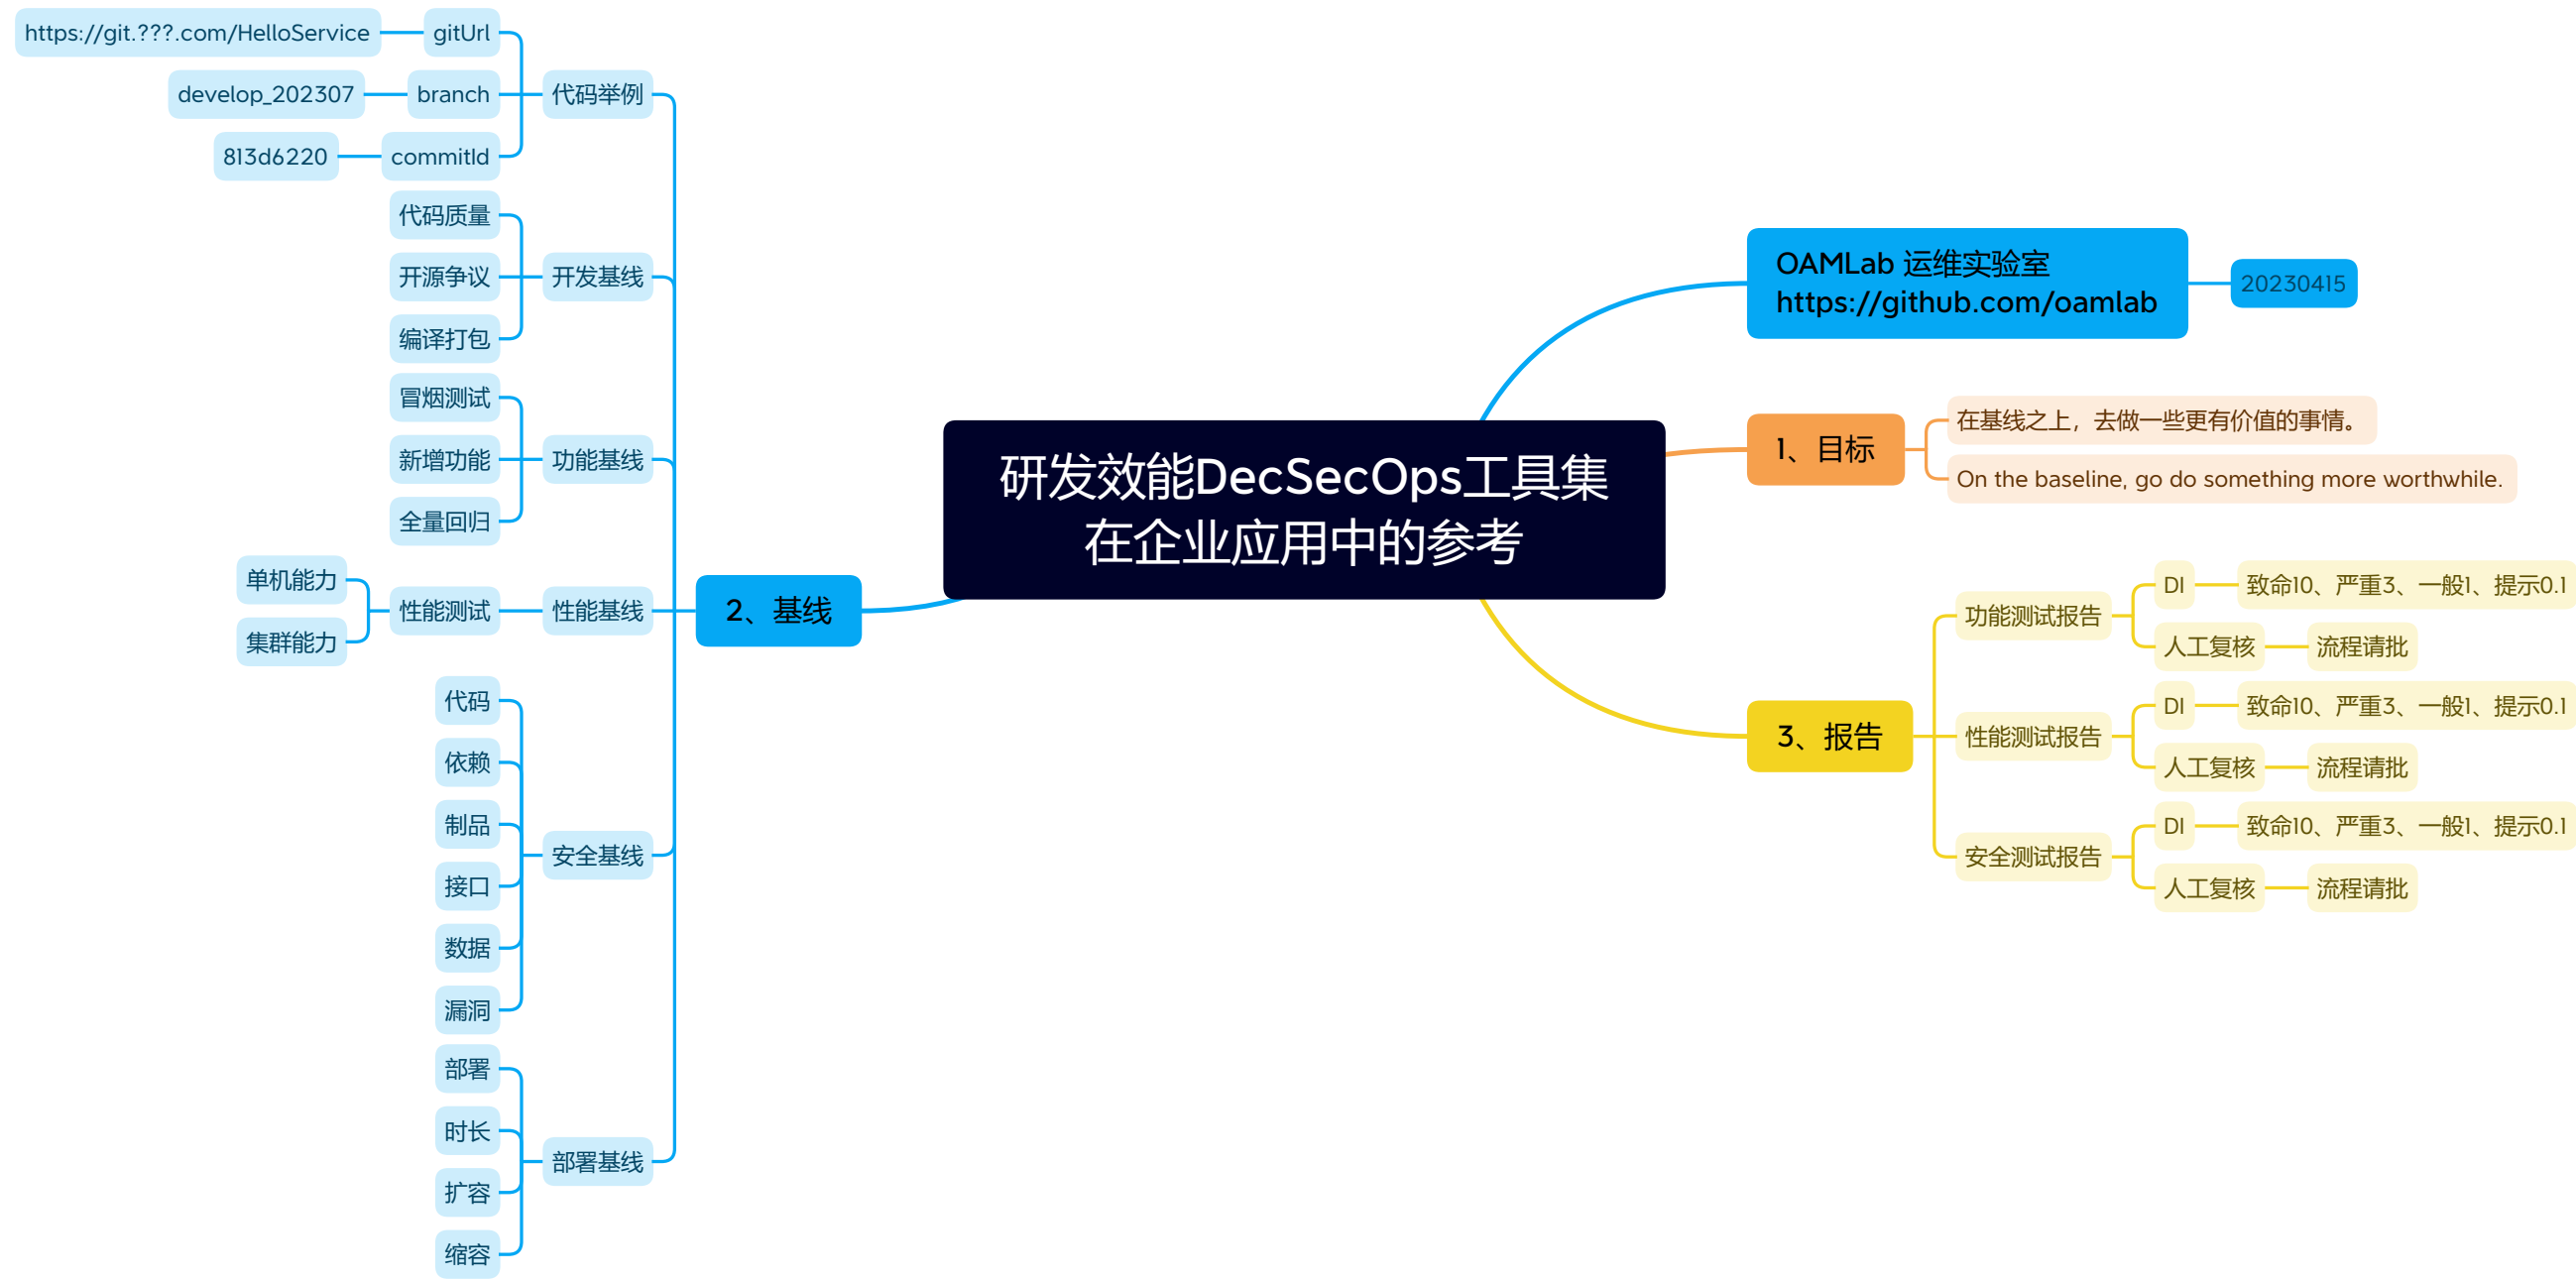 研发效能DecSecOps工具集
在企业应用中的参考
OAMLab 运维实验室
https://github.com/oamlab
20230415
1、目标
在基线之上，去做一些更有价值的事情。
On the baseline, go do something more worthwhile.
2、基线
代码举例
gitUrl
https://git.???.com/HelloService
branch
develop_202307
commitId
813d6220
开发基线
代码质量
开源争议
编译打包
功能基线
冒烟测试
新增功能
全量回归
性能基线
性能测试
单机能力
集群能力
安全基线
代码
依赖
制品
接口
数据
漏洞
部署基线
部署
时长
扩容
缩容
3、报告
功能测试报告
DI
致命10、严重3、一般1、提示0.1
人工复核
流程请批
性能测试报告
DI
致命10、严重3、一般1、提示0.1
人工复核
流程请批
安全测试报告
DI
致命10、严重3、一般1、提示0.1
人工复核
流程请批